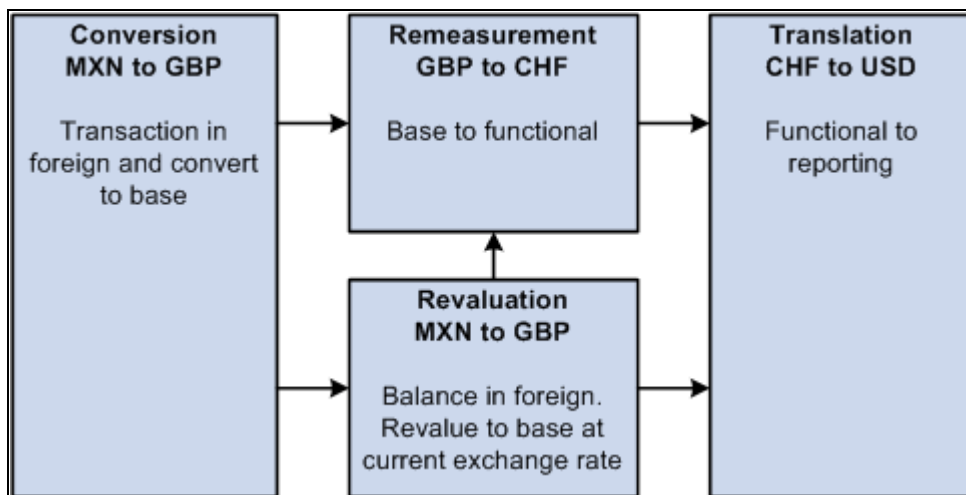 Conversion
MXN to GBP
Transaction in
foreign and convert
to base
Remeasurement
GBP to CHF
Base to functional
Revaluation
MXN to GBP
Balance in foreign.
Revalue to base at
current exchange rate
Translation
CHF to USD
Functional to
reporting